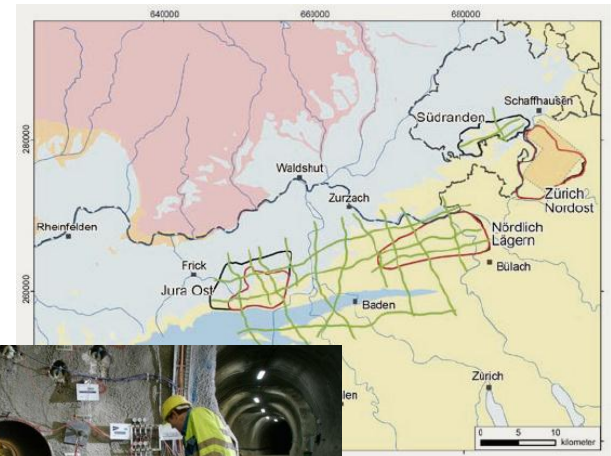 640000
660000
680000
280000
260000
Schaffhausen
Südranden
Waldshut
Zurzach
Zürich
Nordost
Rheinfelden
Nördlich
Lägern
Frick
Jura Ost
Bülach
Baden
Zürich
0 5 10
kilometer